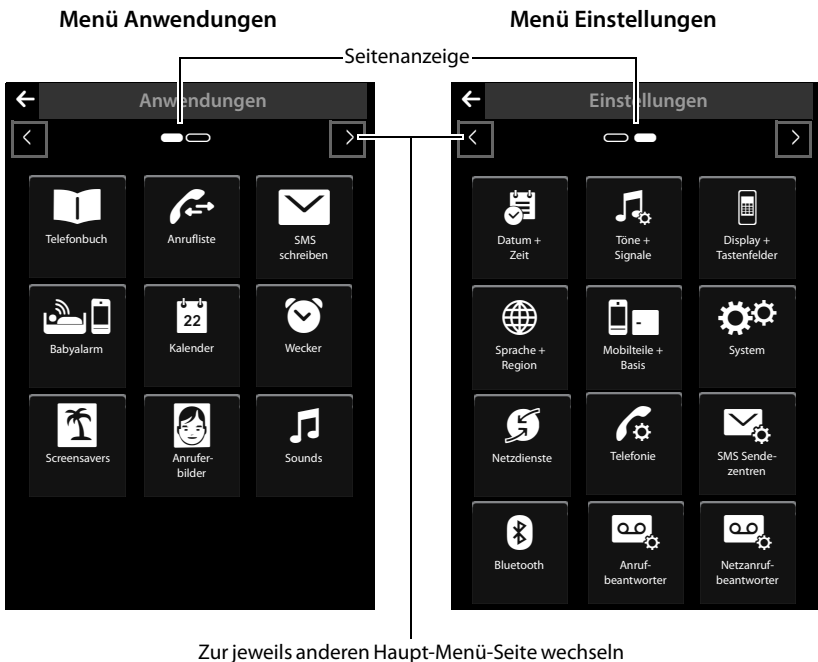 Menü Anwendungen
Menü Einstellungen
Seitenanzeige
Anwendungen
Telefonbuch
Anrufliste
SMS
schreiben
Babyalarm
22
Kalender
Wecker
Screensavers
Anrufer-
bilder
Sounds
Einstellungen
Datum +
Zeit
Töne +
Signale
Display +
Tastenfelder
Sprache +
Region
Mobilteile +
Basis
System
Netzdienste
Telefonie
SMS Sende-
zentren
Bluetooth
Anruf-
beantworter
Netzanruf-
beantworter
Zur jeweils anderen Haupt-Menü-Seite wechseln